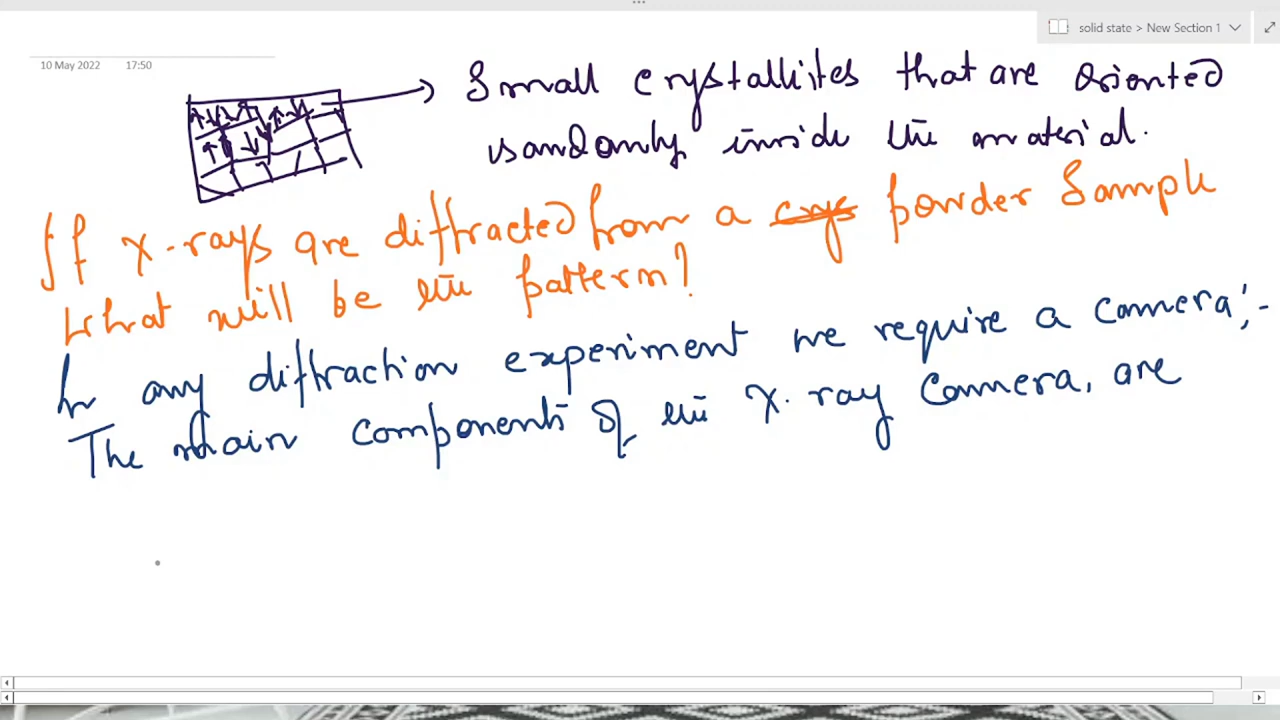 solid state > New Section 1
10 May 2022 17:50
Small crystallites that are oriented
randomly inside the material.
If X-rays are diffracted from a crys powder Sample
What will be the pattern?
In any diffraction experiment we require a camera;-
The main components of the X-ray Camera, are